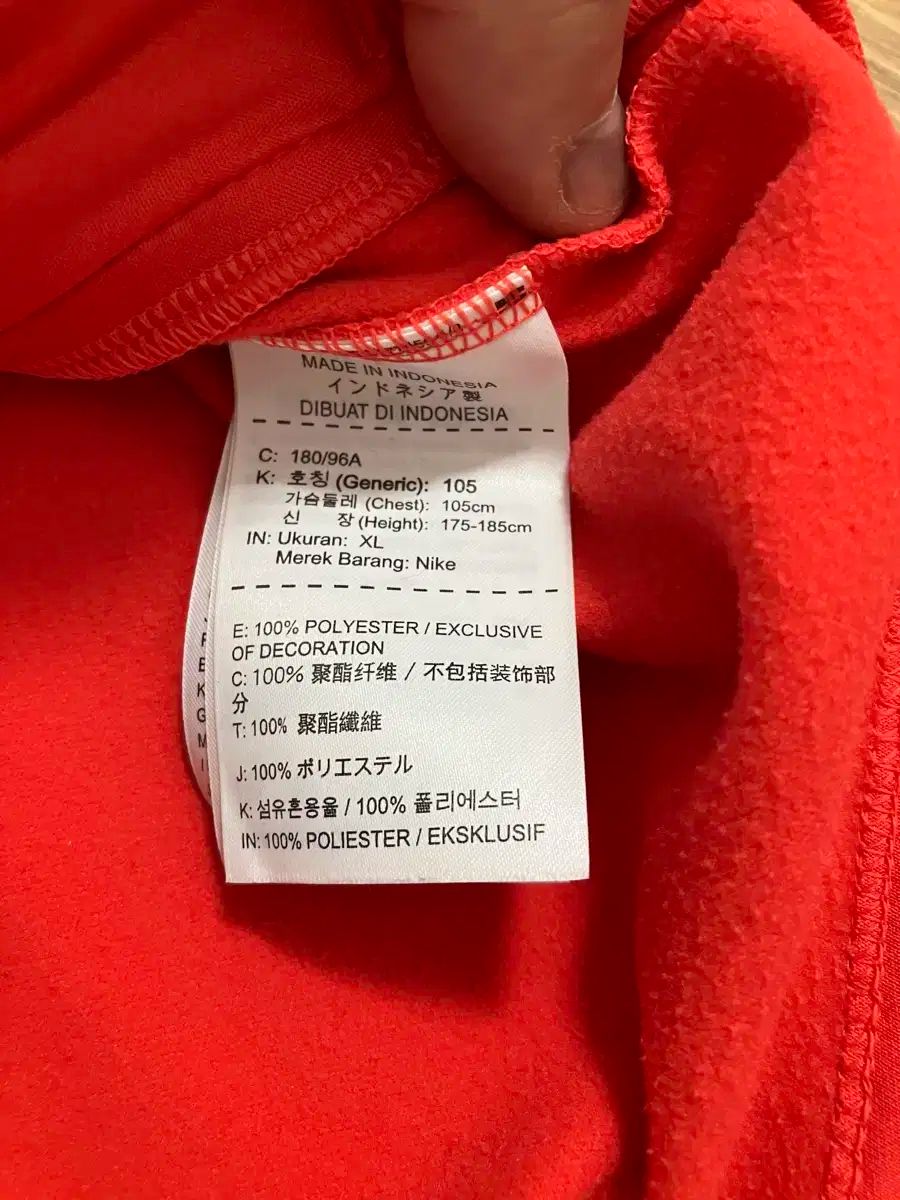 MADE IN INDONESIA
インドネシア製
DIBUAT DI INDONESIA
C: 180/96A
K: 호칭 (Generic): 105
가슴둘레 (Chest): 105cm
신 장 (Height): 175-185cm
IN: Ukuran: XL
Merek Barang: Nike
E: 100% POLYESTER / EXCLUSIVE
OF DECORATION
C: 100% 聚酯纤维 / 不包括装饰部
分
T: 100% 聚酯纖維
J: 100% ポリエステル
K: 섬유혼용율 / 100% 폴리에스터
IN: 100% POLIESTER / EKSKLUSIF